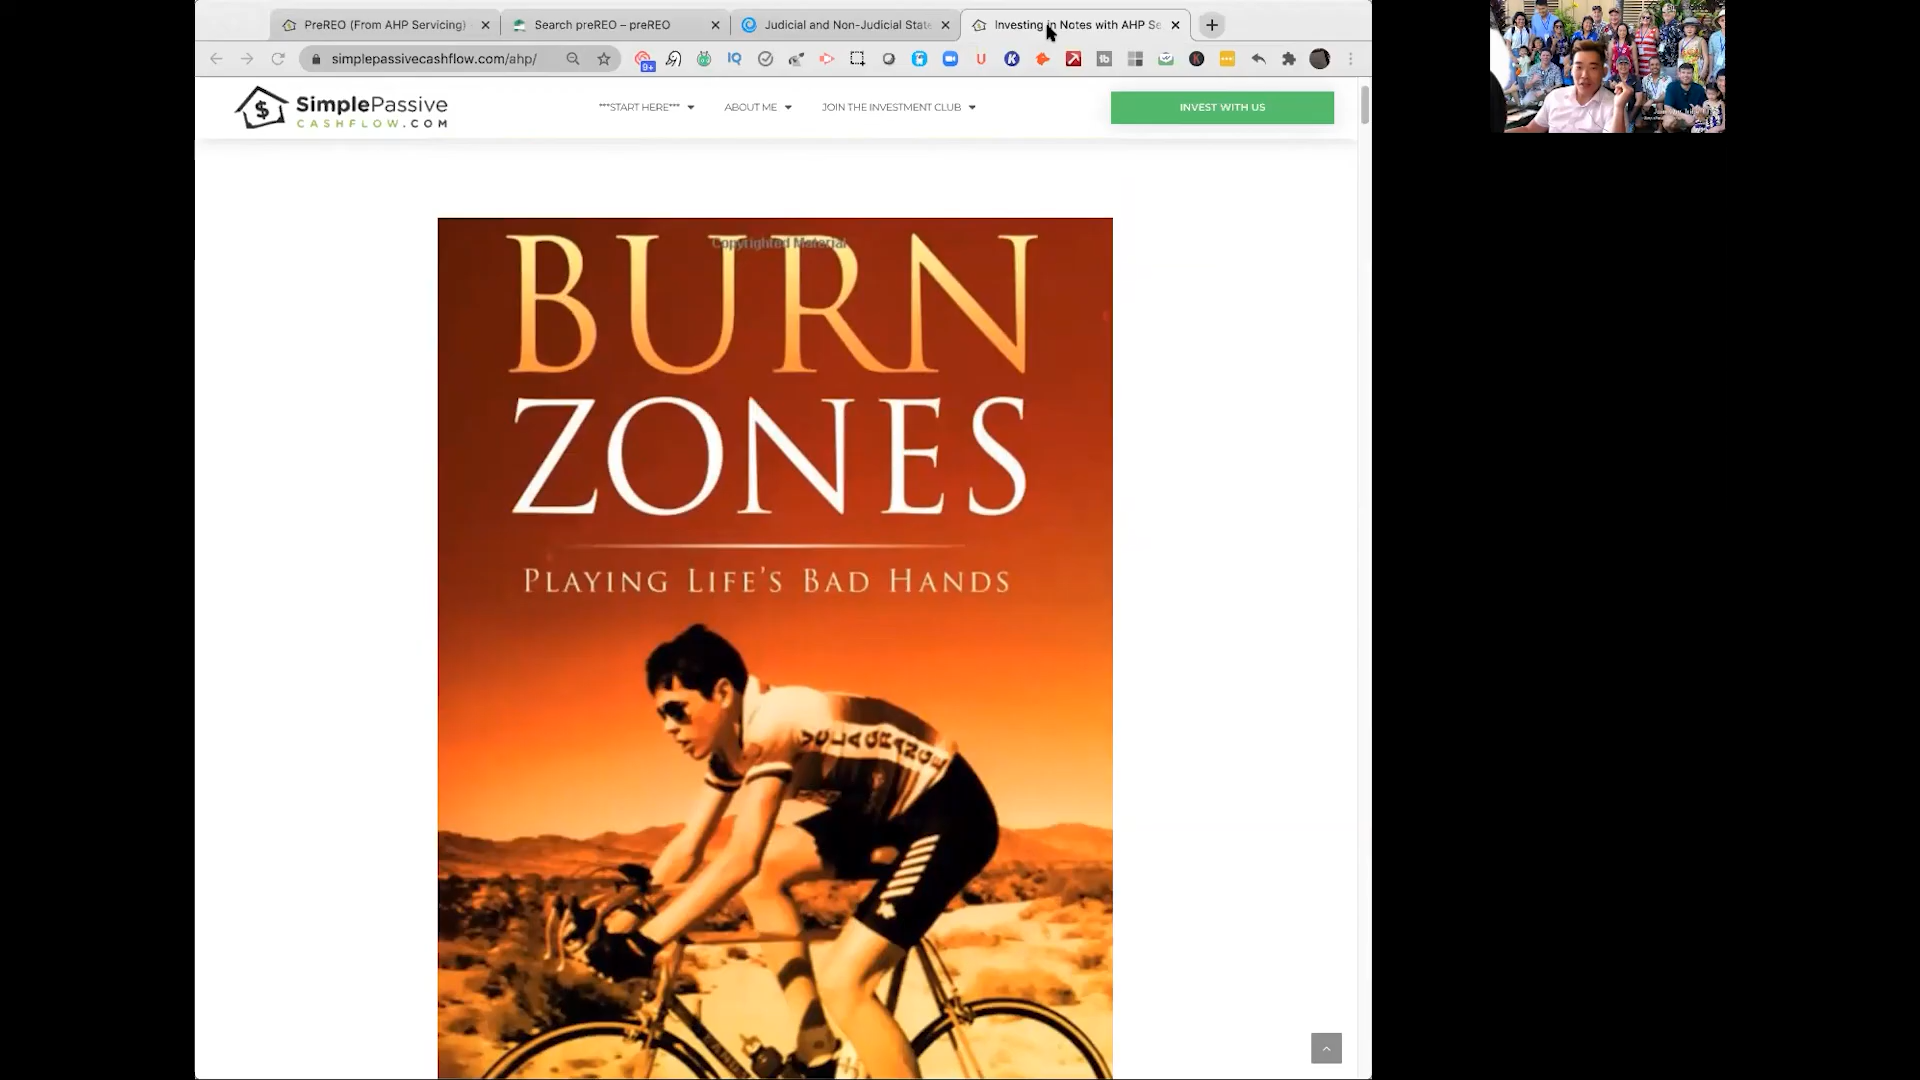 PreREO (From AHP Servicing)
Search preREO – preREO
Judicial and Non-Judicial State
Investing in Notes with AHP Se
simplepassivecashflow.com/ahp/
SimplePassive
CASHFLOW.COM
***START HERE***
ABOUT ME
JOIN THE INVESTMENT CLUB
INVEST WITH US
Copyrighted Material
BURN
ZONES
PLAYING LIFE'S BAD HANDS
VELA GRANGE